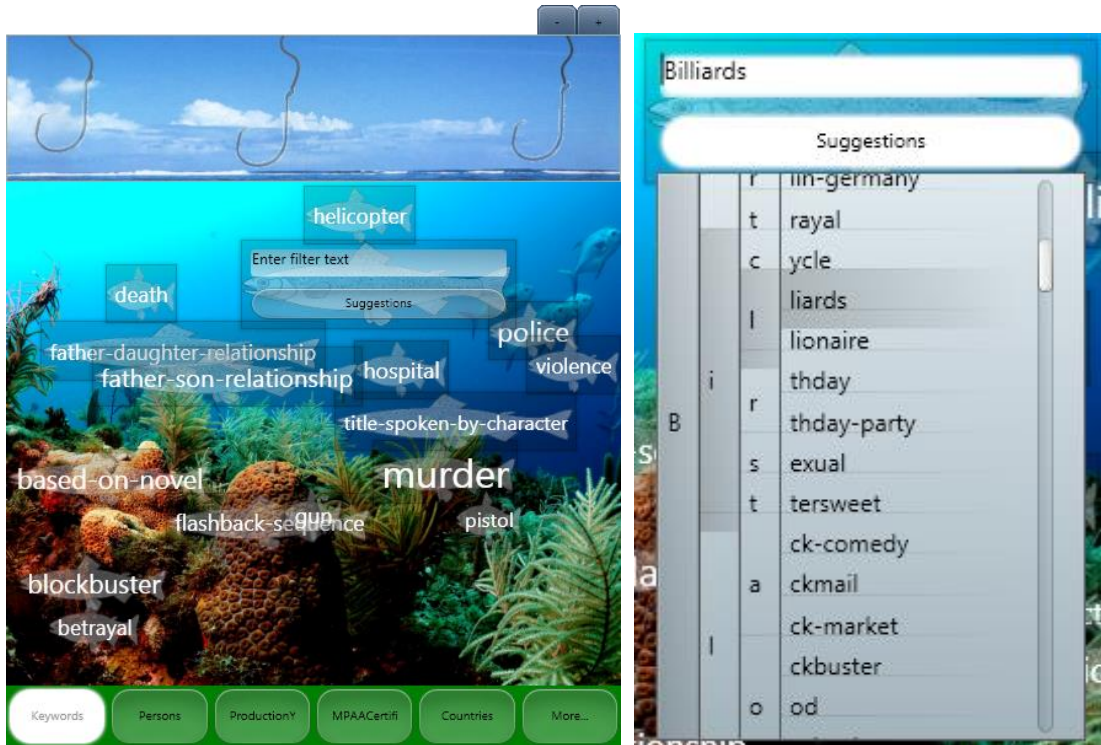 - +
helicopter
Enter filter text
death
Suggestions
police
father-daughter-relationship
hospital
violence
father-son-relationship
title-spoken-by-character
murder
based-on-novel
gun
flashback-sequence
pistol
blockbuster
betrayal
Keywords Persons ProductionY MPAACertifi Countries More...
Billiards
Suggestions
r lin-germany
t rayal
c ycle
l liards
lionaire
i thday
r thday-party
B
s exual
t tersweet
ck-comedy
a ckmail
l ck-market
ckbuster
o od